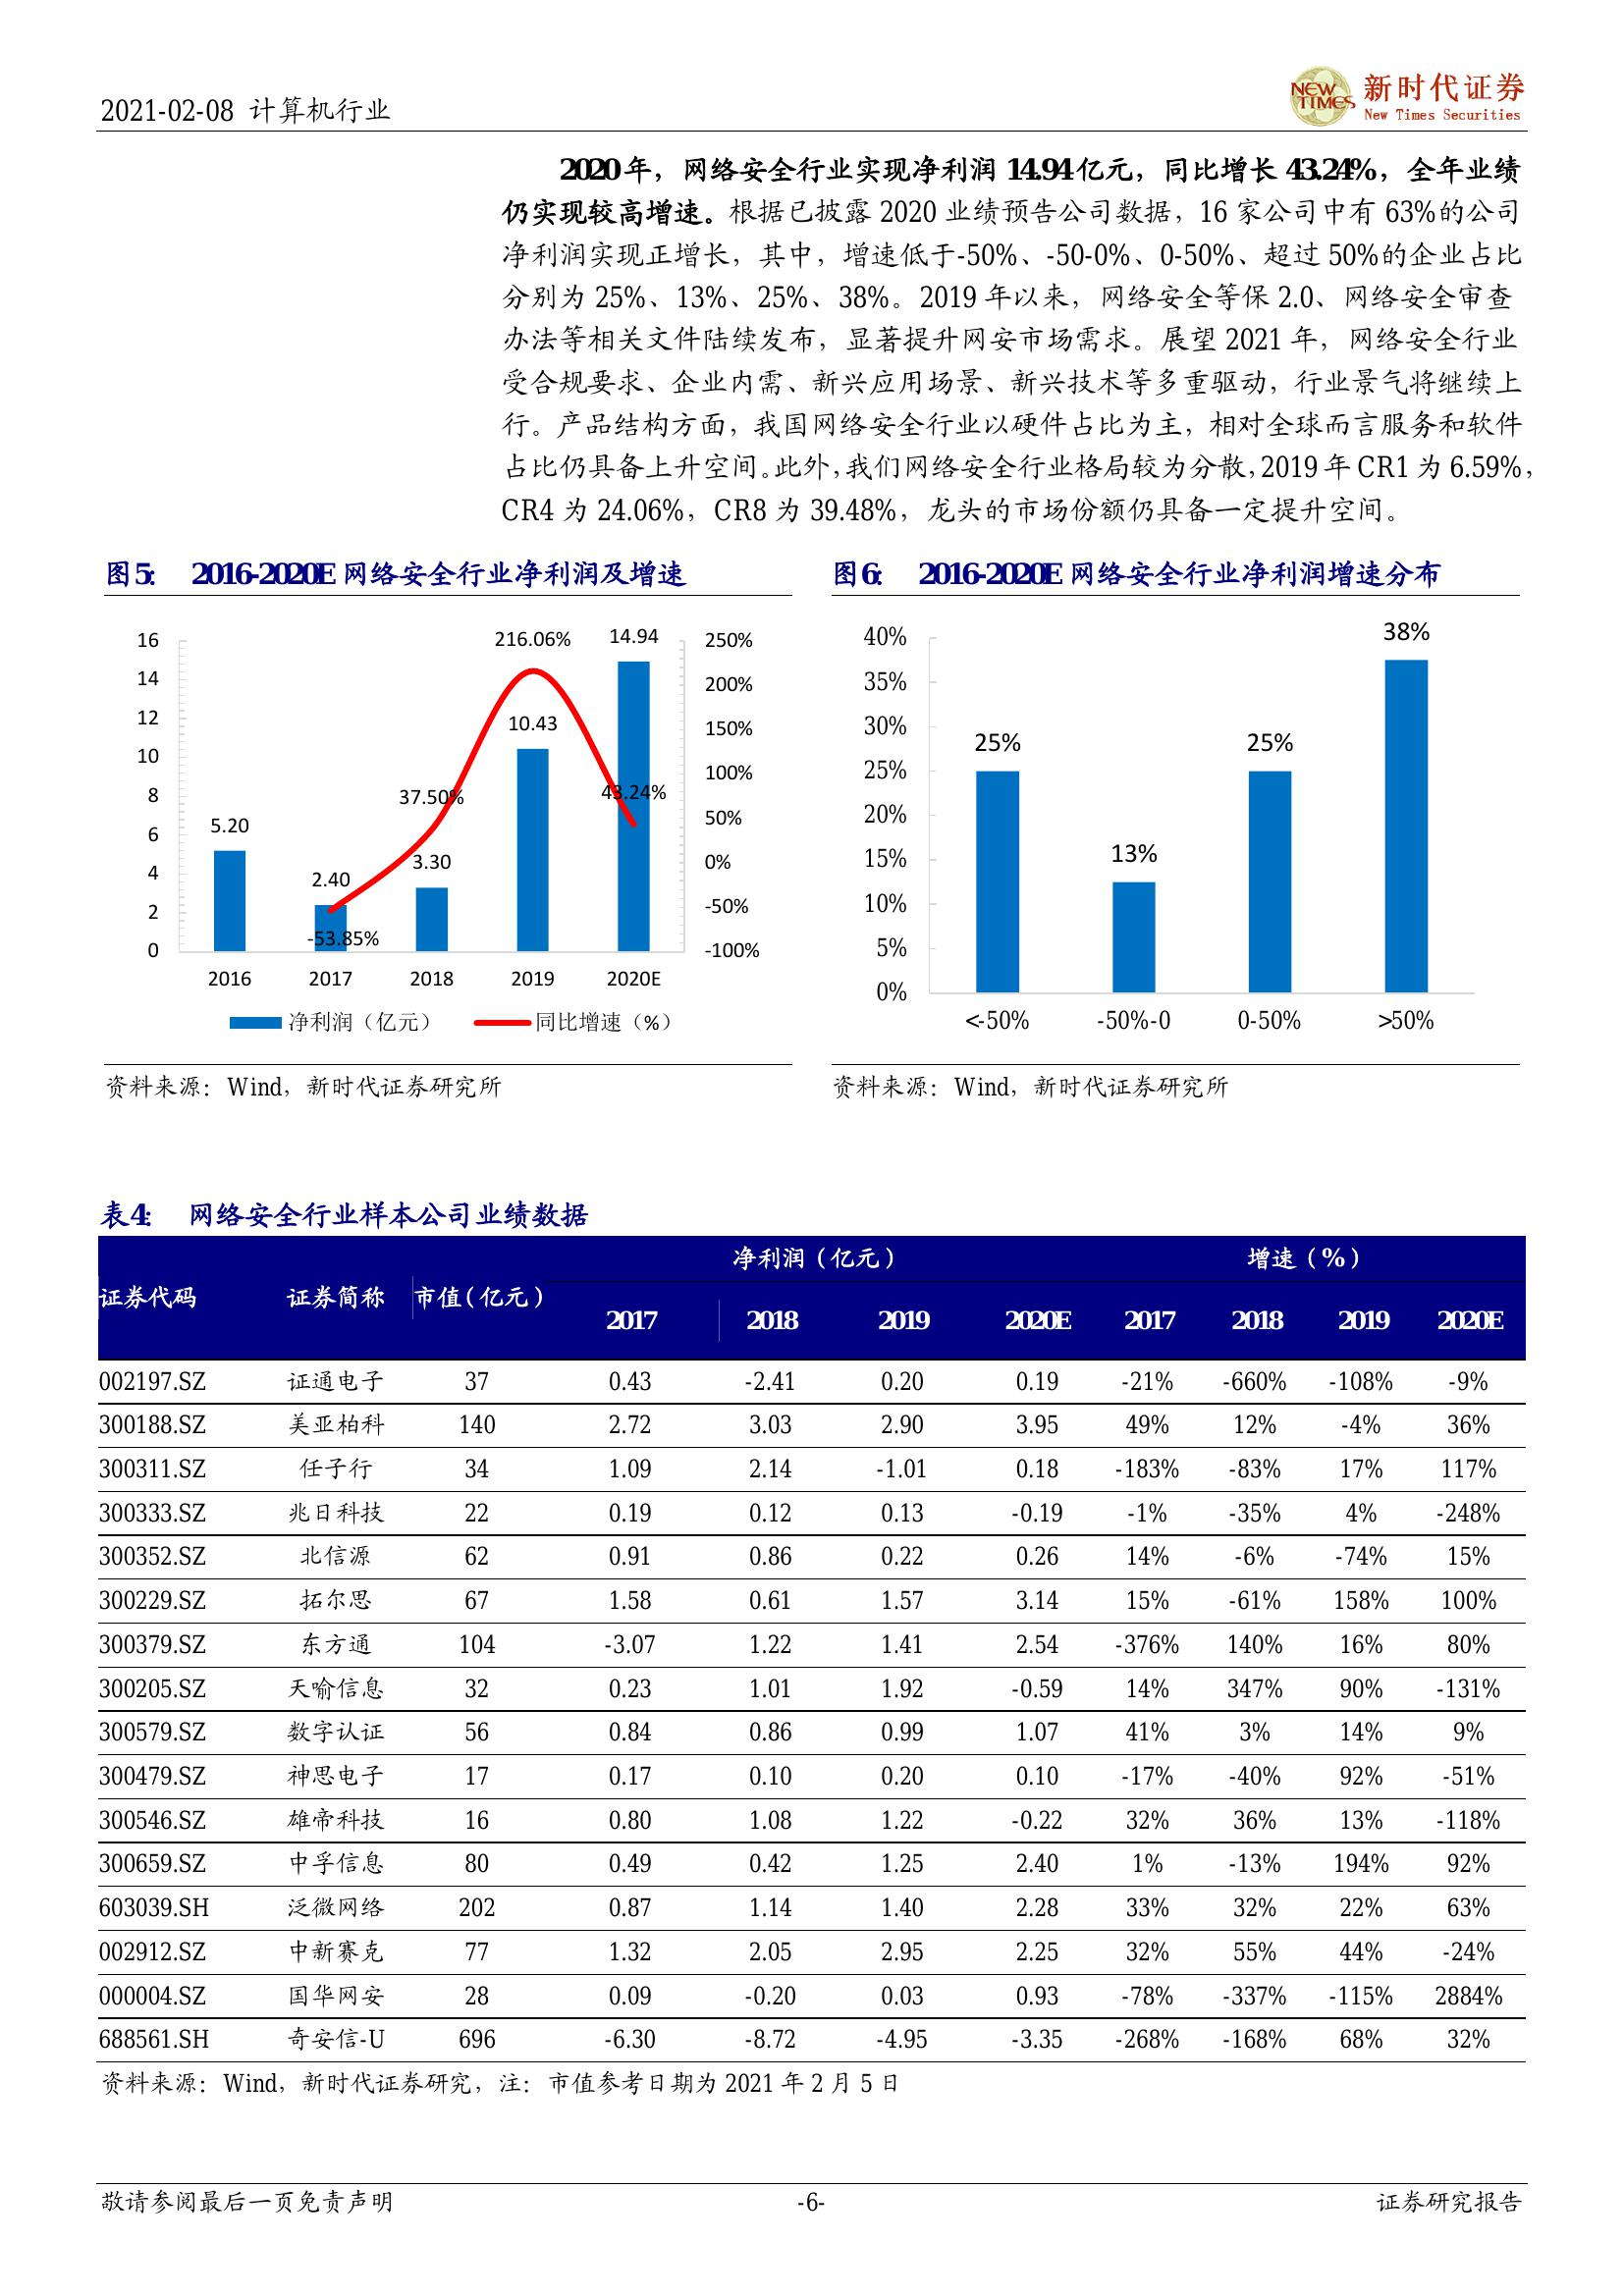 2021-02-08 计算机行业
NEW TIMES 新时代证券
New Times Securities
2020年，网络安全行业实现净利润 14.94 亿元，同比增长 43.24%，全年业绩
仍实现较高增速。根据已披露 2020 业绩预告公司数据，16 家公司中有 63%的公司
净利润实现正增长，其中，增速低于-50%、-50-0%、0-50%、超过 50%的企业占比
分别为 25%、13%、25%、38%。2019 年以来，网络安全等保 2.0、网络安全审查
办法等相关文件陆续发布，显著提升网安市场需求。展望 2021 年，网络安全行业
受合规要求、企业内需、新兴应用场景、新兴技术等多重驱动，行业景气将继续上
行。产品结构方面，我国网络安全行业以硬件占比为主，相对全球而言服务和软件
占比仍具备上升空间。此外，我们网络安全行业格局较为分散，2019 年 CR1 为 6.59%，
CR4 为 24.06%，CR8 为 39.48%，龙头的市场份额仍具备一定提升空间。
图 5： 2016-2020E 网络安全行业净利润及增速
16 14 12 10 8 6 4 2 0
250% 200% 150% 100% 50% 0% -50% -100%
5.20 2.40 3.30 10.43 14.94
-53.85% 37.50% 216.06% 43.24%
2016 2017 2018 2019 2020E
净利润（亿元） 同比增速（%）
资料来源：Wind，新时代证券研究所
图 6： 2016-2020E 网络安全行业净利润增速分布
40% 35% 30% 25% 20% 15% 10% 5% 0%
25% 13% 25% 38%
<-50% -50%-0 0-50% >50%
资料来源：Wind，新时代证券研究所
表 4： 网络安全行业样本公司业绩数据
净利润（亿元） 增速（%）
证券代码 证券简称 市值（亿元）
2017 2018 2019 2020E 2017 2018 2019 2020E
002197.SZ 证通电子 37 0.43 -2.41 0.20 0.19 -21% -660% -108% -9%
300188.SZ 美亚柏科 140 2.72 3.03 2.90 3.95 49% 12% -4% 36%
300311.SZ 任子行 34 1.09 2.14 -1.01 0.18 -183% -83% 17% 117%
300333.SZ 兆日科技 22 0.19 0.12 0.13 -0.19 -1% -35% 4% -248%
300352.SZ 北信源 62 0.91 0.86 0.22 0.26 14% -6% -74% 15%
300229.SZ 拓尔思 67 1.58 0.61 1.57 3.14 15% -61% 158% 100%
300379.SZ 东方通 104 -3.07 1.22 1.41 2.54 -376% 140% 16% 80%
300205.SZ 天喻信息 32 0.23 1.01 1.92 -0.59 14% 347% 90% -131%
300579.SZ 数字认证 56 0.84 0.86 0.99 1.07 41% 3% 14% 9%
300479.SZ 神思电子 17 0.17 0.10 0.20 0.10 -17% -40% 92% -51%
300546.SZ 雄帝科技 16 0.80 1.08 1.22 -0.22 32% 36% 13% -118%
300659.SZ 中孚信息 80 0.49 0.42 1.25 2.40 1% -13% 194% 92%
603039.SH 泛微网络 202 0.87 1.14 1.40 2.28 33% 32% 22% 63%
002912.SZ 中新赛克 77 1.32 2.05 2.95 2.25 32% 55% 44% -24%
000004.SZ 国华网安 28 0.09 -0.20 0.03 0.93 -78% -337% -115% 2884%
688561.SH 奇安信-U 696 -6.30 -8.72 -4.95 -3.35 -268% -168% 68% 32%
资料来源：Wind，新时代证券研究，注：市值参考日期为 2021 年 2 月 5 日
敬请参阅最后一页免责声明 -6- 证券研究报告